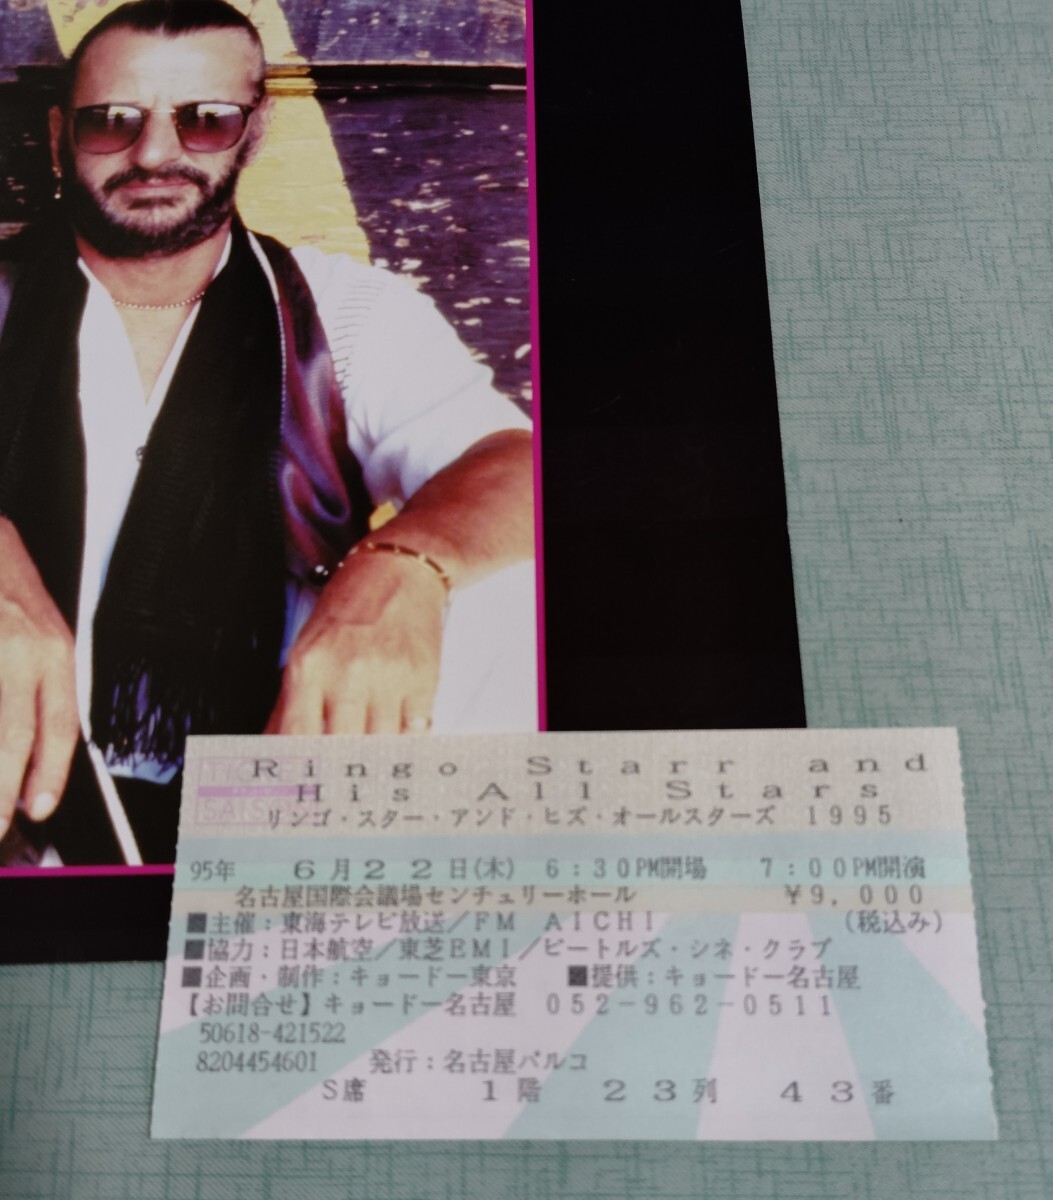 TICKET
SAISON
Ringo Starr and
His All Stars
リンゴ・スター・アンド・ヒズ・オールスターズ 1995
95年 6月22日(木) 6:30PM開場 7:00PM開演
名古屋国際会議場センチュリーホール ¥9,000
■主催:東海テレビ放送/FM AICHI (税込み)
■協力:日本航空/東芝EMI/ビートルズ・シネ・クラブ
■企画・制作:キョードー東京 ■提供:キョードー名古屋
【お問合せ】キョードー名古屋 052-962-0511
50618-421522
8204454601 発行:名古屋パルコ
S席 1階 23列 43番